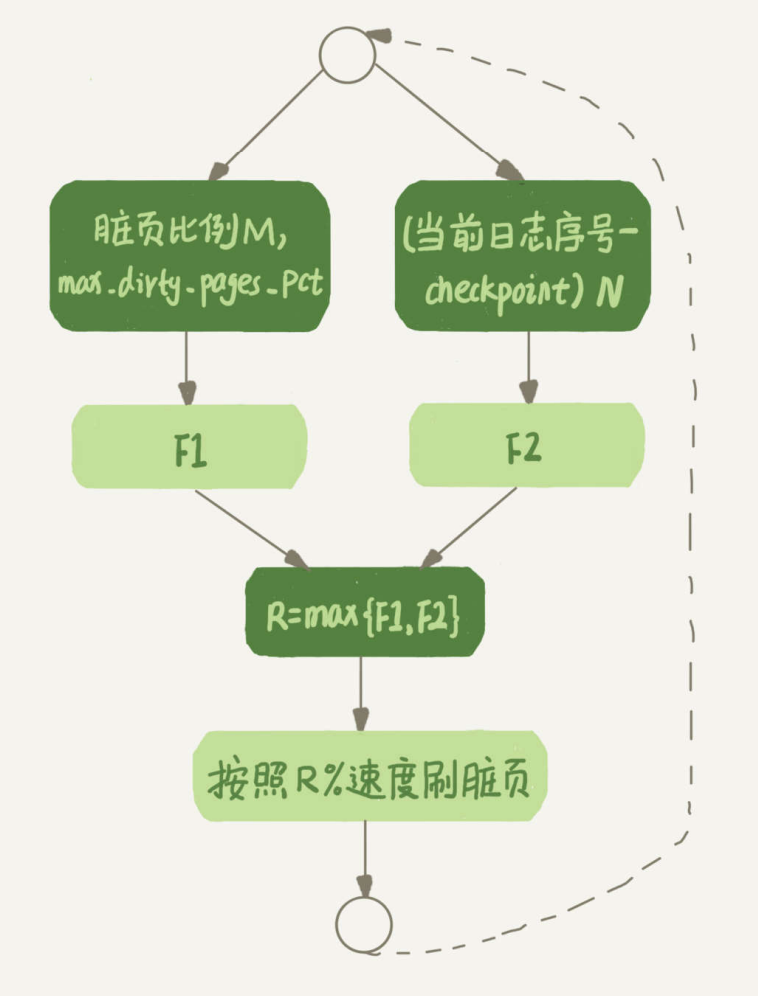 脏页比例M,
max_dirty_pages_pct
(当前日志序号-
checkpoint) N
F1
F2
R=max{F1,F2}
按照R%速度刷脏页